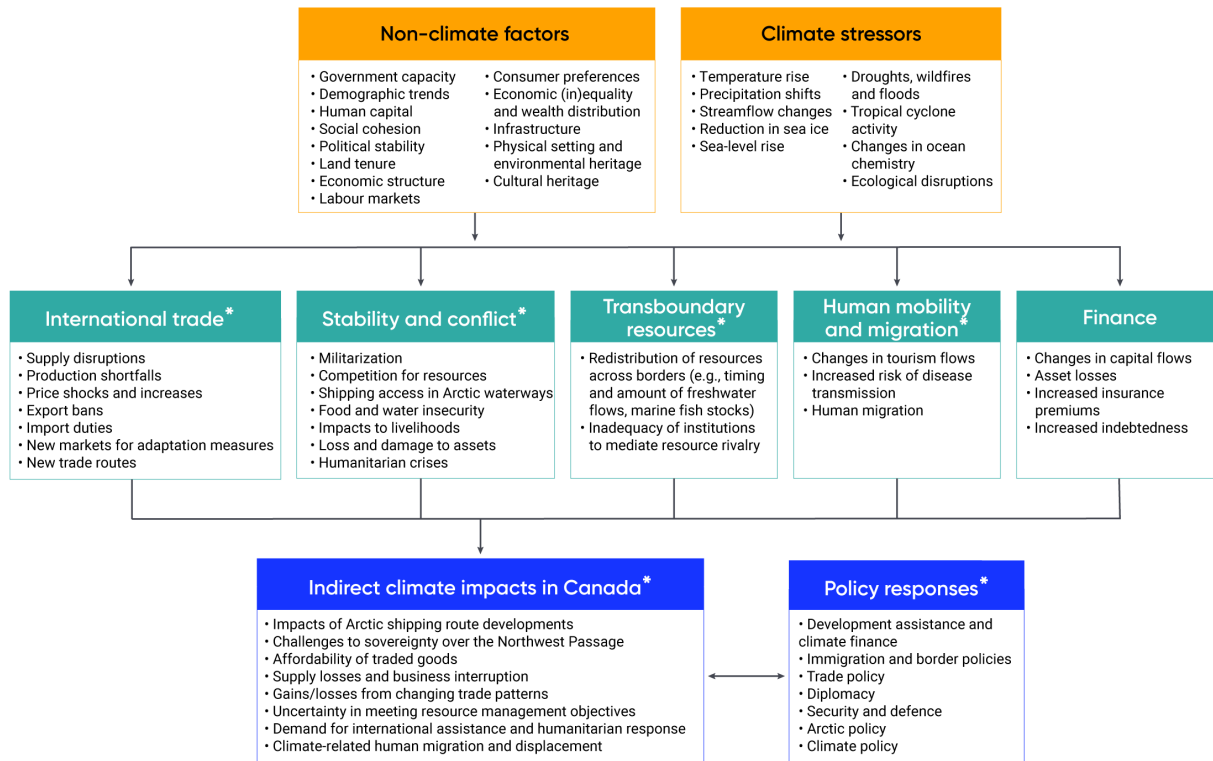 Non-climate factors
• Government capacity
• Demographic trends
• Human capital
• Social cohesion
• Political stability
• Land tenure
• Economic structure
• Labour markets
• Consumer preferences
• Economic (in)equality
and wealth distribution
• Infrastructure
• Physical setting and
environmental heritage
• Cultural heritage
Climate stressors
• Temperature rise
• Precipitation shifts
• Streamflow changes
• Reduction in sea ice
• Sea-level rise
• Droughts, wildfires
and floods
• Tropical cyclone
activity
• Changes in ocean
chemistry
• Ecological disruptions
International trade*
• Supply disruptions
• Production shortfalls
• Price shocks and increases
• Export bans
• Import duties
• New markets for adaptation measures
• New trade routes
Stability and conflict*
• Militarization
• Competition for resources
• Shipping access in Arctic waterways
• Food and water insecurity
• Impacts to livelihoods
• Loss and damage to assets
• Humanitarian crises
Transboundary
resources*
• Redistribution of resources
across borders (e.g., timing
and amount of freshwater
flows, marine fish stocks)
• Inadequacy of institutions
to mediate resource rivalry
Human mobility
and migration*
• Changes in tourism flows
• Increased risk of disease
transmission
• Human migration
Finance
• Changes in capital flows
• Asset losses
• Increased insurance
premiums
• Increased indebtedness
Indirect climate impacts in Canada*
• Impacts of Arctic shipping route developments
• Challenges to sovereignty over the Northwest Passage
• Affordability of traded goods
• Supply losses and business interruption
• Gains/losses from changing trade patterns
• Uncertainty in meeting resource management objectives
• Demand for international assistance and humanitarian response
• Climate-related human migration and displacement
Policy responses*
• Development assistance and
climate finance
• Immigration and border policies
• Trade policy
• Diplomacy
• Security and defence
• Arctic policy
• Climate policy